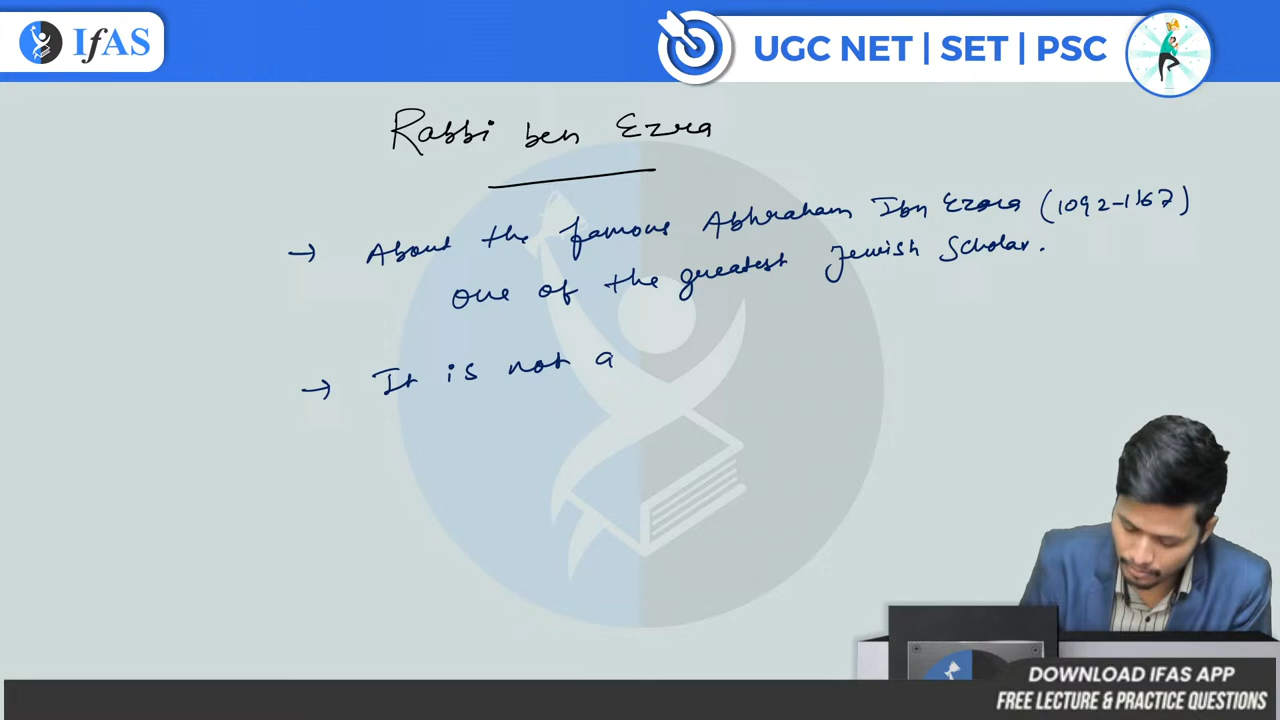 IfAS
UGC NET | SET | PSC
Rabbi ben Ezra
→ About the famous Abhraham Ibn Ezora (1092-1167)
one of the greatest Jewish Scholar.
→ It is not a
DOWNLOAD IFAS APP
FREE LECTURE & PRACTICE QUESTIONS